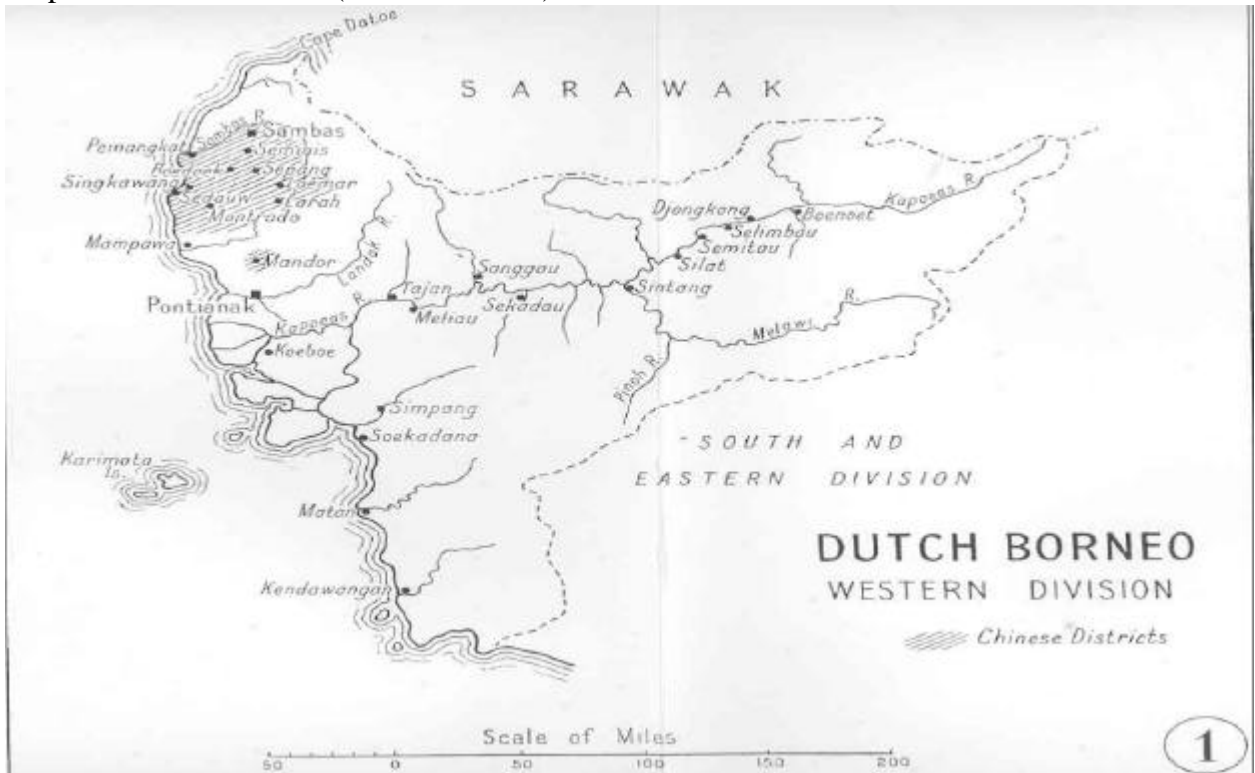 Cape Datoe
S A R A W A K
Sambas R.
Sambas
Pemangkat
Seminis
Sepang
Singkawang
Sedauw
Larah
Montrado
Mampawa
Mandor
Landak R.
Pontianak
Kapoeas R.
Tajan
Meliau
Sanggau
Sekadau
Sintang
Silat
Semitau
Selimbau
Djongkong
Boenoet
Kapoeas R.
Melawi R.
Pinoh R.
Koeboe
Simpang
Soekadana
Karimata
Is.
Matan
Kendawangan
SOUTH AND
EASTERN DIVISION
DUTCH BORNEO
WESTERN DIVISION
Chinese Districts
Scale of Miles
50 0 50 100 150 200
1